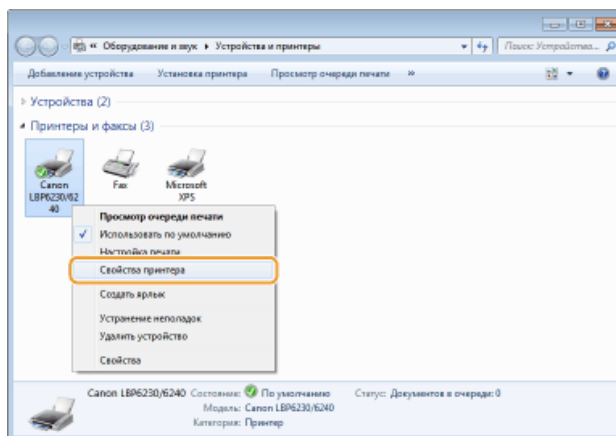 « Оборудование и звук ▸ Устройства и принтеры
Поиск: Устройства...
Добавление устройства Установка принтера Просмотр очереди печати »
Устройства (2)
Принтеры и факсы (3)
Canon LBP6230/62 40
Fax
Microsoft XPS
Просмотр очереди печати
Использовать по умолчанию
Настройка печати
Свойства принтера
Создать ярлык
Устранение неполадок
Удалить устройство
Свойства
Canon LBP6230/6240 Состояние: По умолчанию Статус: Документов в очереди: 0
Модель: Canon LBP6230/6240
Категория: Принтер